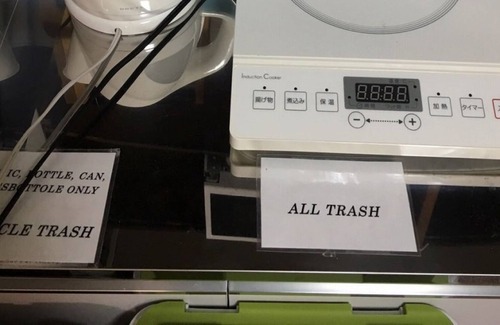 Induction Cooker
揚げ物
煮込み
保温
8888
加熱
タイマー
−
+
IC, BOTTLE, CAN,
ONLY
CLE TRASH
ALL TRASH